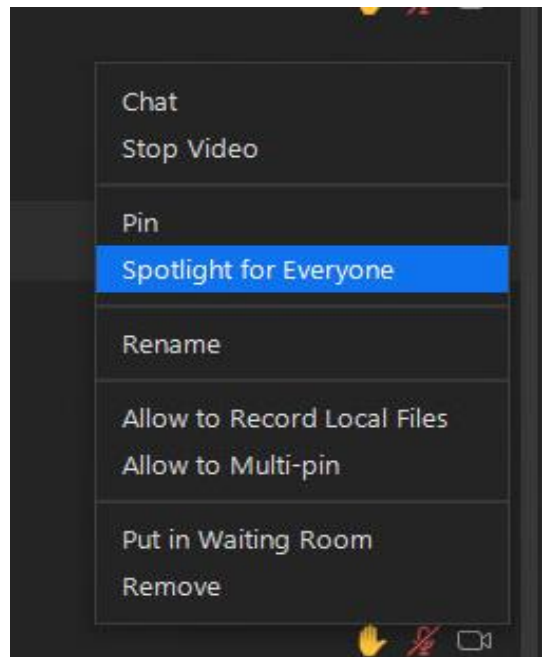 Chat
Stop Video
Pin
Spotlight for Everyone
Rename
Allow to Record Local Files
Allow to Multi-pin
Put in Waiting Room
Remove